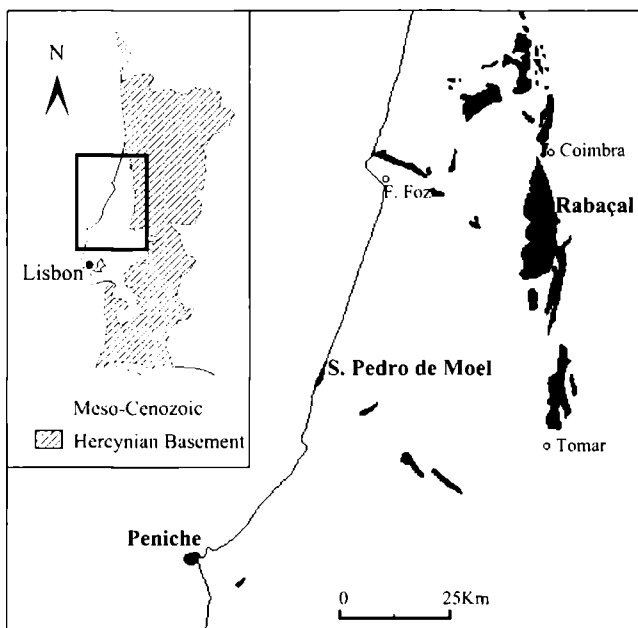 N
Lisbon
Meso-Cenozoic
Hercynian Basement
Coimbra
F. Foz
Rabaçal
S. Pedro de Moel
Tomar
Peniche
0 25Km